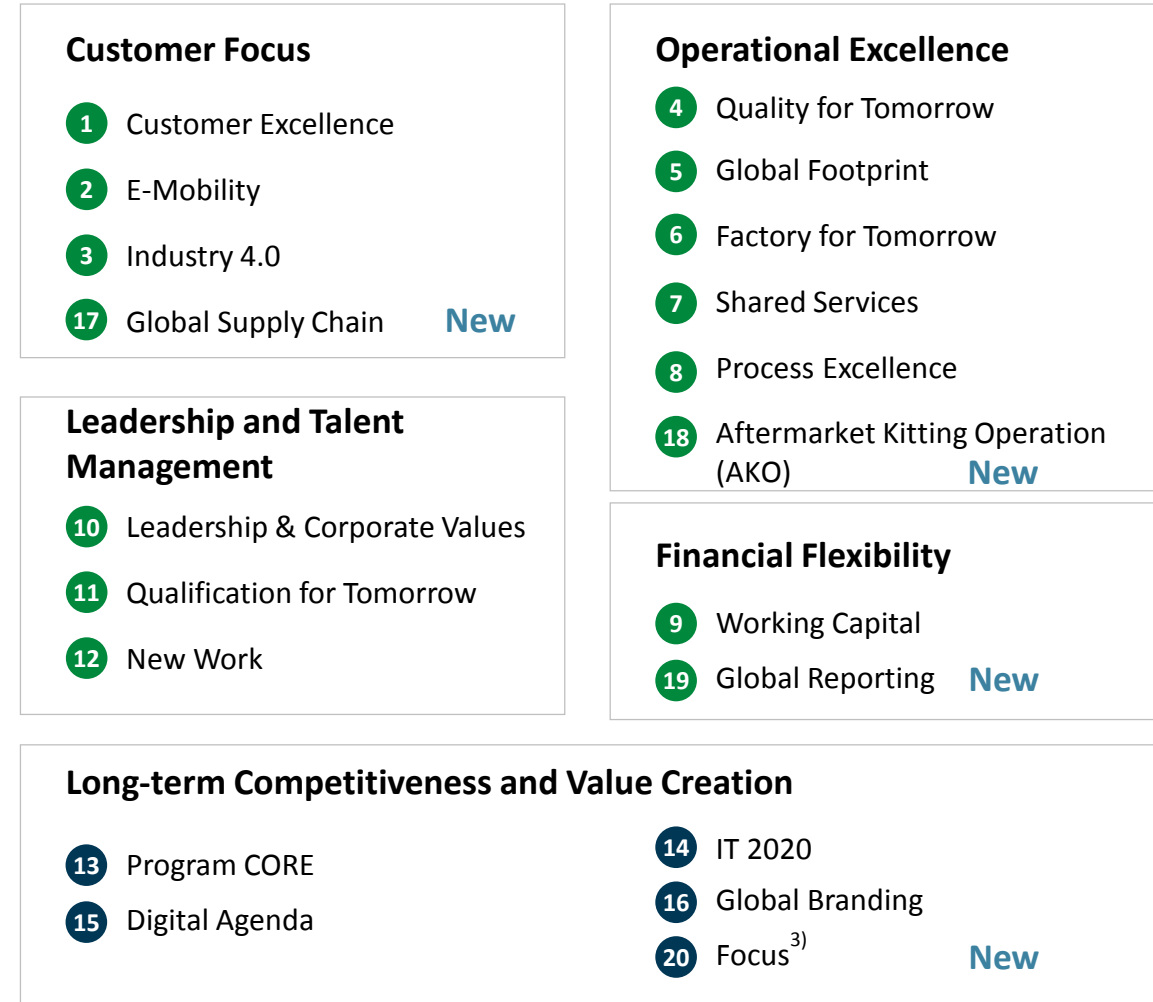 Customer Focus
1 Customer Excellence
2 E-Mobility
3 Industry 4.0
17 Global Supply Chain New
Operational Excellence
4 Quality for Tomorrow
5 Global Footprint
6 Factory for Tomorrow
7 Shared Services
8 Process Excellence
18 Aftermarket Kitting Operation
(AKO) New
Leadership and Talent
Management
10 Leadership & Corporate Values
11 Qualification for Tomorrow
12 New Work
Financial Flexibility
9 Working Capital
19 Global Reporting New
Long-term Competitiveness and Value Creation
13 Program CORE
15 Digital Agenda
14 IT 2020
16 Global Branding
20 Focus3) New